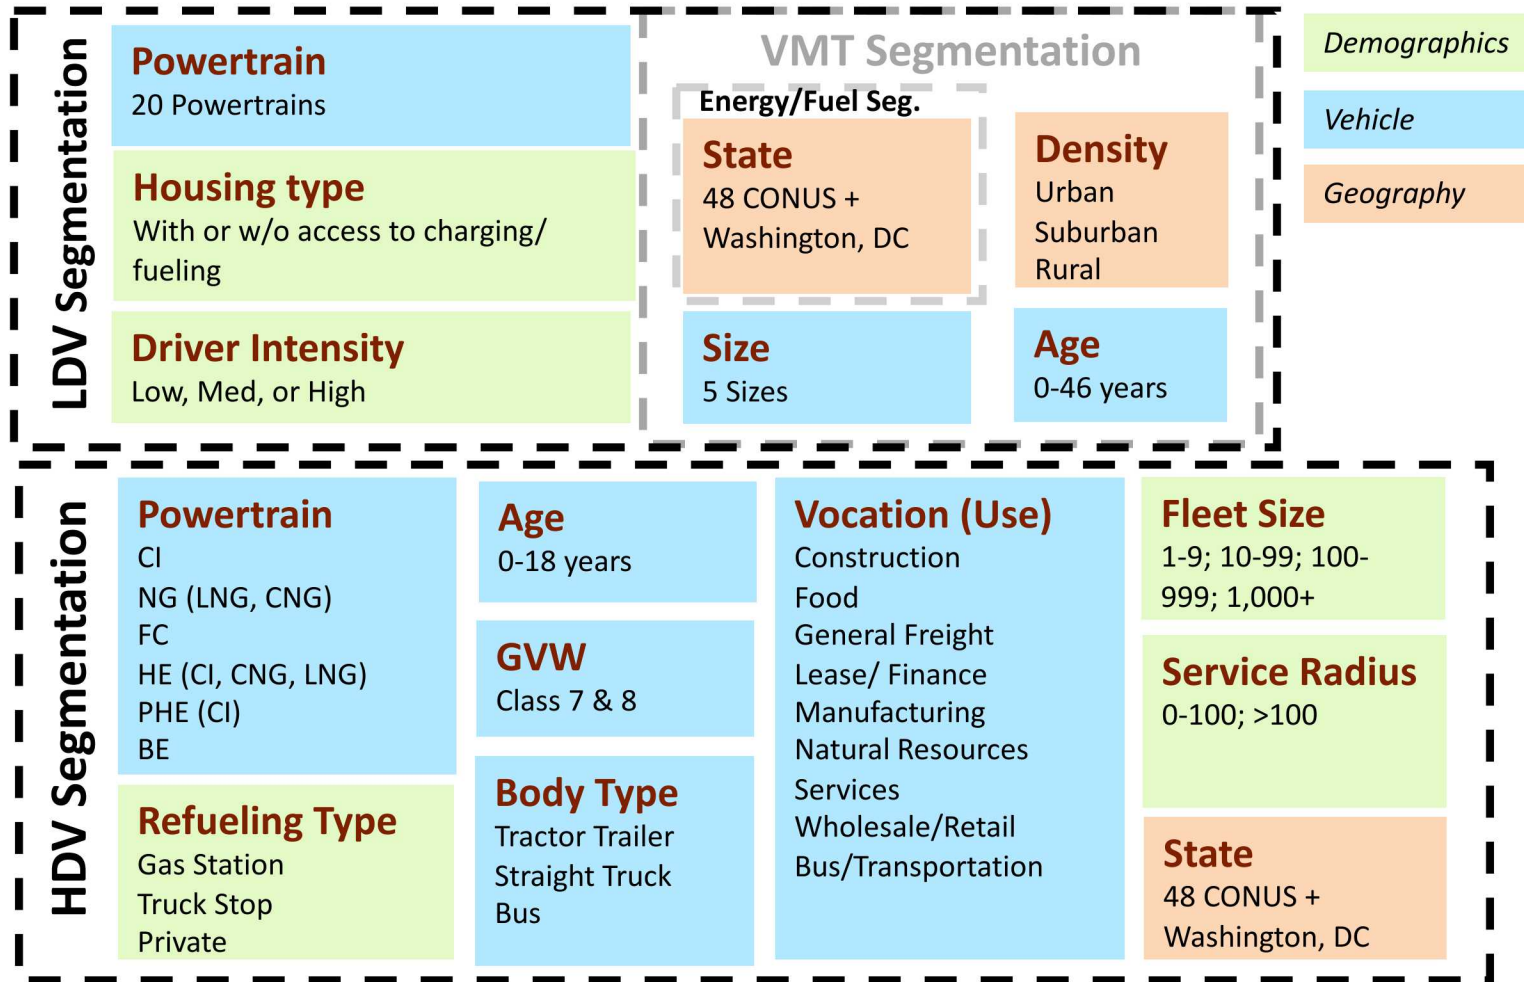 LDV Segmentation
Powertrain
20 Powertrains
Housing type
With or w/o access to charging/
fueling
Driver Intensity
Low, Med, or High
VMT Segmentation
Energy/Fuel Seg.
State
48 CONUS +
Washington, DC
Density
Urban
Suburban
Rural
Size
5 Sizes
Age
0-46 years
Demographics
Vehicle
Geography
HDV Segmentation
Powertrain
CI
NG (LNG, CNG)
FC
HE (CI, CNG, LNG)
PHE (CI)
BE
Refueling Type
Gas Station
Truck Stop
Private
Age
0-18 years
GVW
Class 7 & 8
Body Type
Tractor Trailer
Straight Truck
Bus
Vocation (Use)
Construction
Food
General Freight
Lease/ Finance
Manufacturing
Natural Resources
Services
Wholesale/Retail
Bus/Transportation
Fleet Size
1-9; 10-99; 100-
999; 1,000+
Service Radius
0-100; >100
State
48 CONUS +
Washington, DC